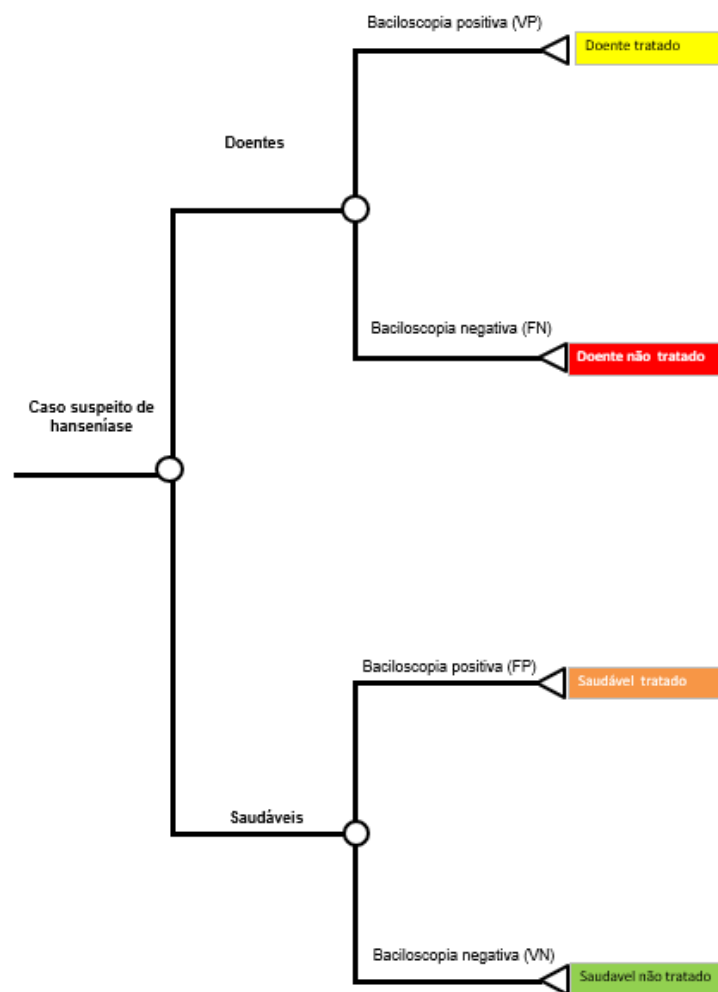 Baciloscopia positiva (VP)
Doente tratado
Doentes
Baciloscopia negativa (FN)
Doente não tratado
Caso suspeito de
hanseníase
Baciloscopia positiva (FP)
Saudável tratado
Saudáveis
Baciloscopia negativa (VN)
Saudavel não tratado